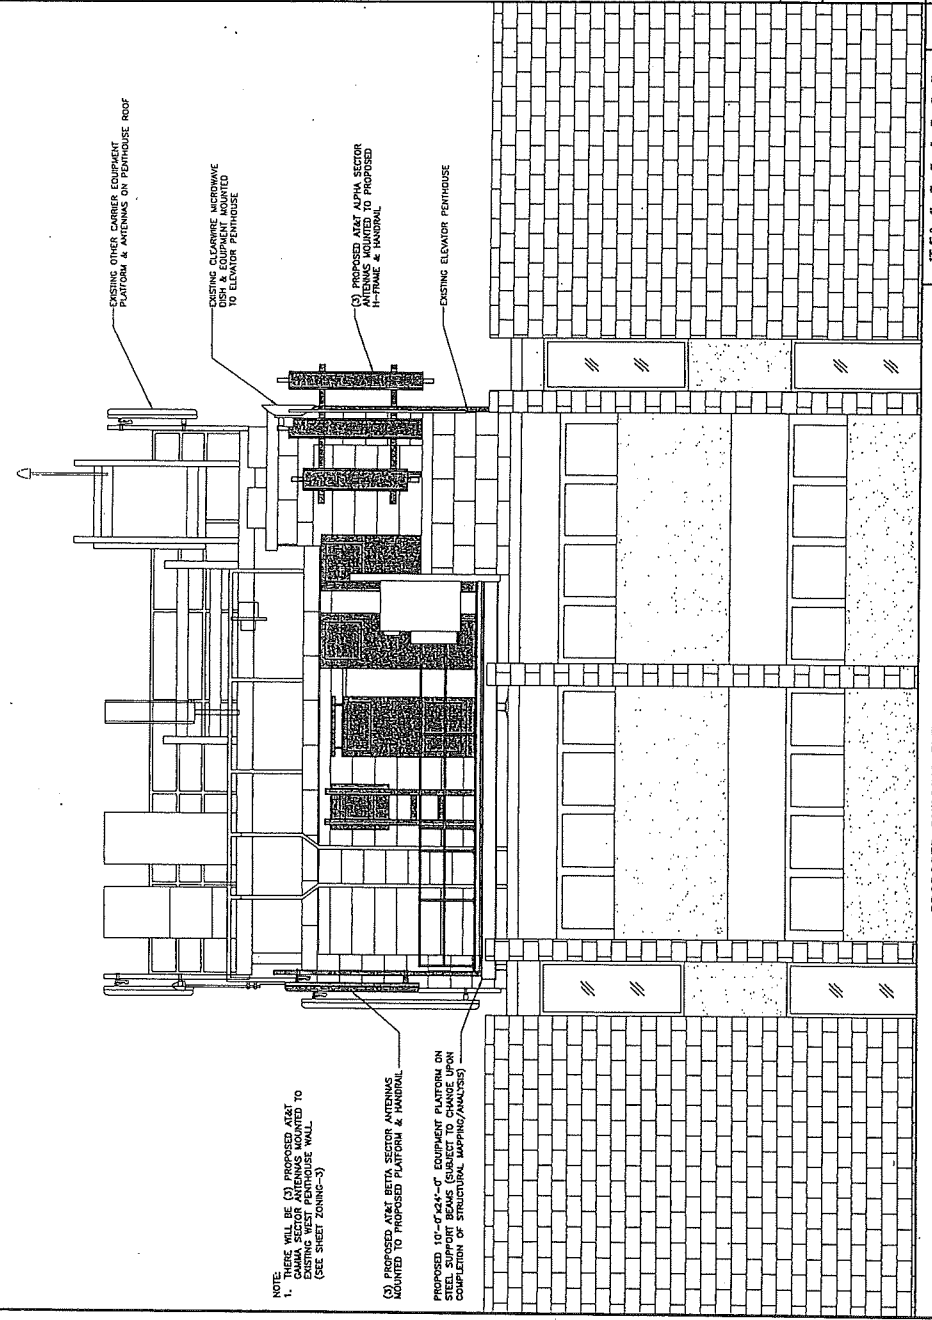 EXISTING OTHER CARRIER EQUIPMENT
PLATFORM & ANTENNAS ON PENTHOUSE ROOF
EXISTING CLEARWIRE MICROWAVE
DISH & EQUIPMENT MOUNTED
TO ELEVATOR PENTHOUSE
(3) PROPOSED AT&T ALPHA SECTOR
ANTENNAS MOUNTED TO PROPOSED
H-FRAME & HANDRAIL
EXISTING ELEVATOR PENTHOUSE
NOTE:
1. THERE WILL BE (3) PROPOSED AT&T
GAMMA SECTOR ANTENNAS MOUNTED TO
EXISTING WEST PENTHOUSE WALL
(SEE SHEET ZONING-3)
(3) PROPOSED AT&T BETTA SECTOR ANTENNAS
MOUNTED TO PROPOSED PLATFORM & HANDRAIL
PROPOSED 10'-0"x24'-0" EQUIPMENT PLATFORM ON
STEEL SUPPORT BEAMS (SUBJECT TO CHANGE UPON
COMPLETION OF STRUCTURAL MAPPING/ANALYSIS)